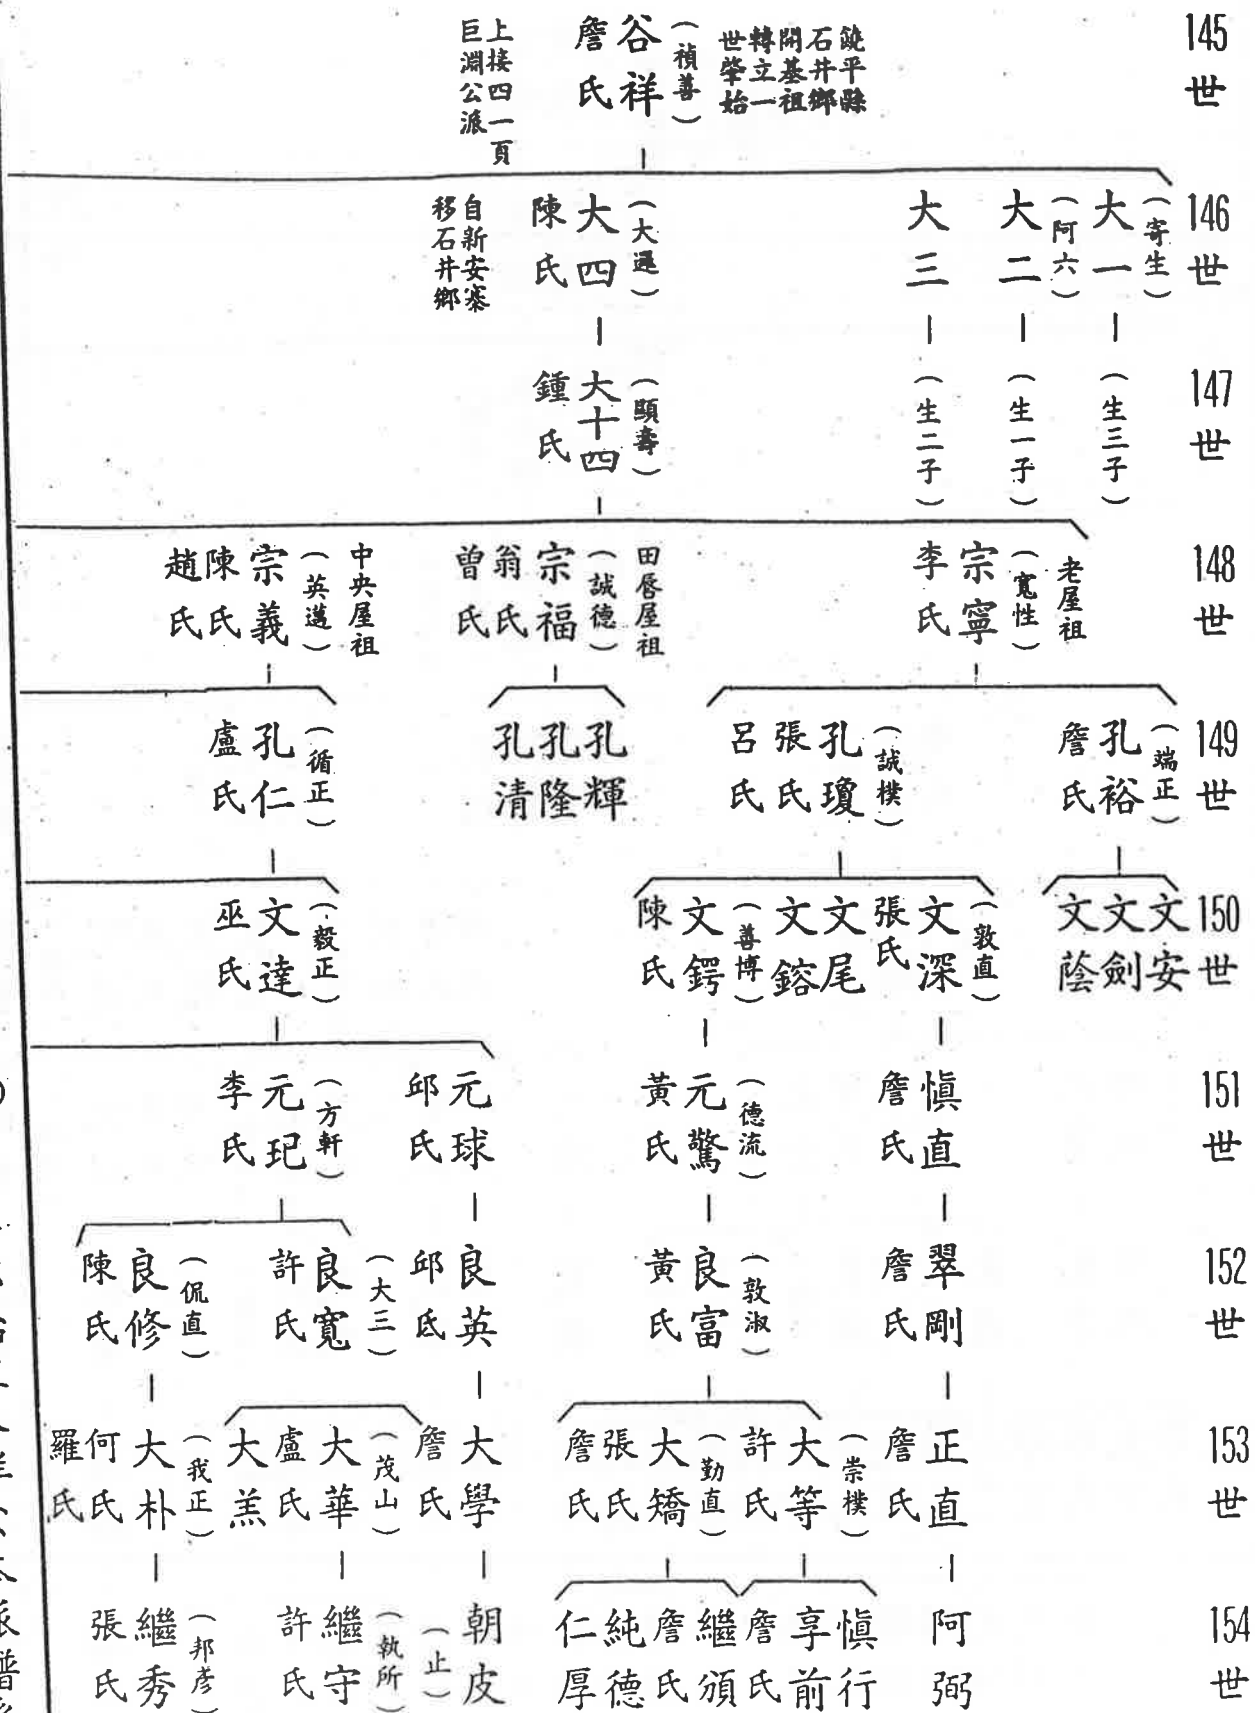 145世
饒平縣
石井鄉
開基祖
轉立一
世肇始
(禎善)
谷祥
詹氏
上接四一頁
巨淵公派
146世
(寄生)
大一
(阿六)
大二
大三
(大遜)
大四
陳氏
自新安寨
移石井鄉
147世
(生三子)
(生一子)
(生二子)
(顯壽)
大十四
鍾氏
148世
老屋祖
(寬性)
宗寧
李氏
田唇屋祖
(誠德)
宗福
翁氏
曾氏
中央屋祖
(英邁)
宗義
陳氏
趙氏
149世
(端正)
孔裕
詹氏
(誠樸)
孔瓊
張氏
呂氏
孔輝
孔隆
孔清
(循正)
孔仁
盧氏
150世
文安
文劍
文蔭
(敦直)
文深
張氏
文尾
文鎔
(善博)
文鍔
陳氏
(毅正)
文達
巫氏
151世
慎直
詹氏
(德流)
元驚
黃氏
元球
邱氏
(方軒)
元玘
李氏
152世
翠剛
詹氏
(敦淑)
良富
黃氏
良英
邱氏
(大三)
良寬
許氏
(侃直)
良修
陳氏
153世
正直
詹氏
(崇樸)
大等
許氏
(勤直)
大矯
張氏
詹氏
大學
詹氏
(茂山)
大華
盧氏
大羔
(我正)
大朴
何氏
羅氏
154世
阿弼
慎行
享前
詹氏
繼頒
詹氏
純德
仁厚
朝皮
(止)
(執所)
繼守
許氏
(邦彥)
繼秀
張氏